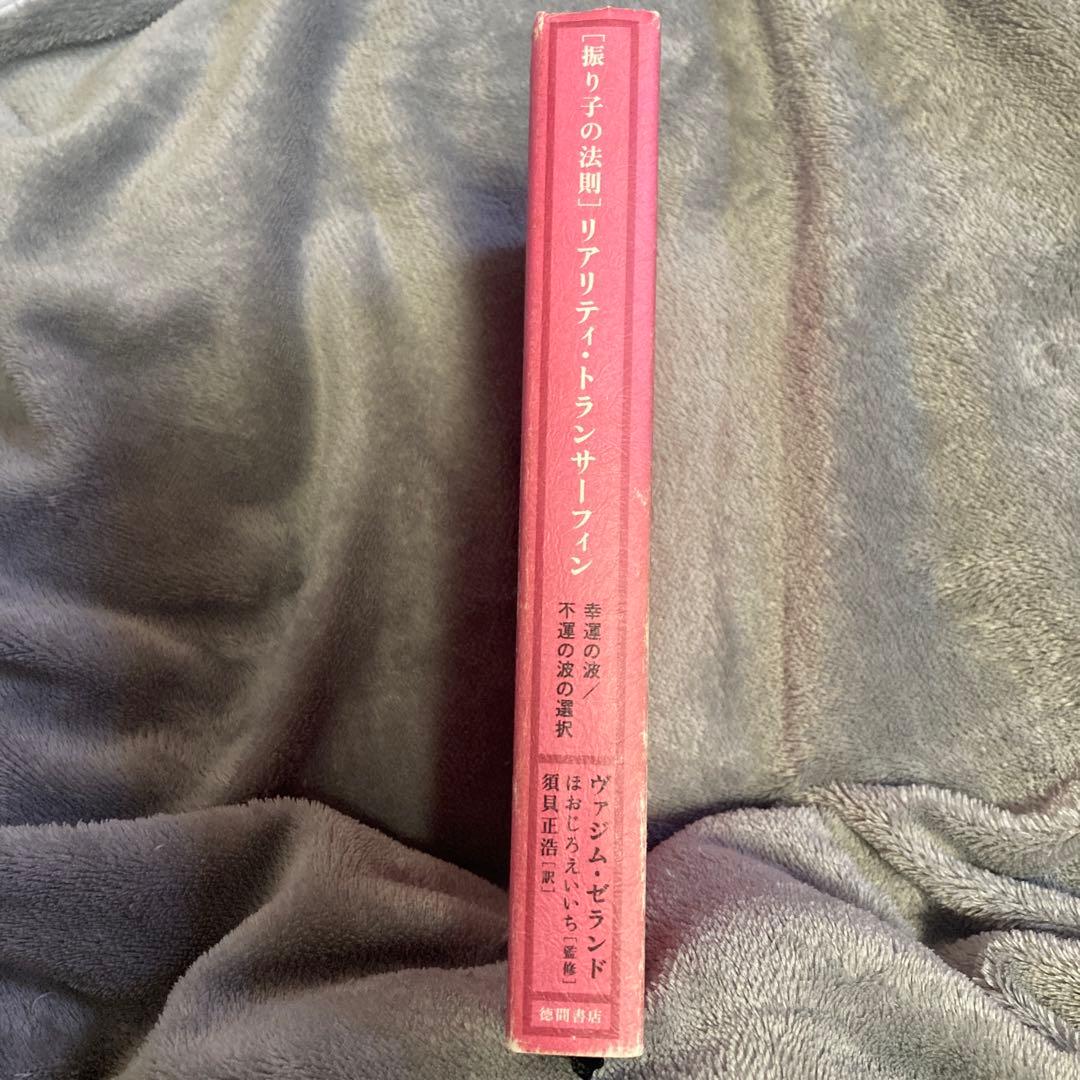 [振り子の法則]リアリティ・トランサーフィン
幸運の波／
不運の波の選択
ヴァジム・ゼランド
ほおじろえいいち[監修]
須貝正浩[訳]
徳間書店